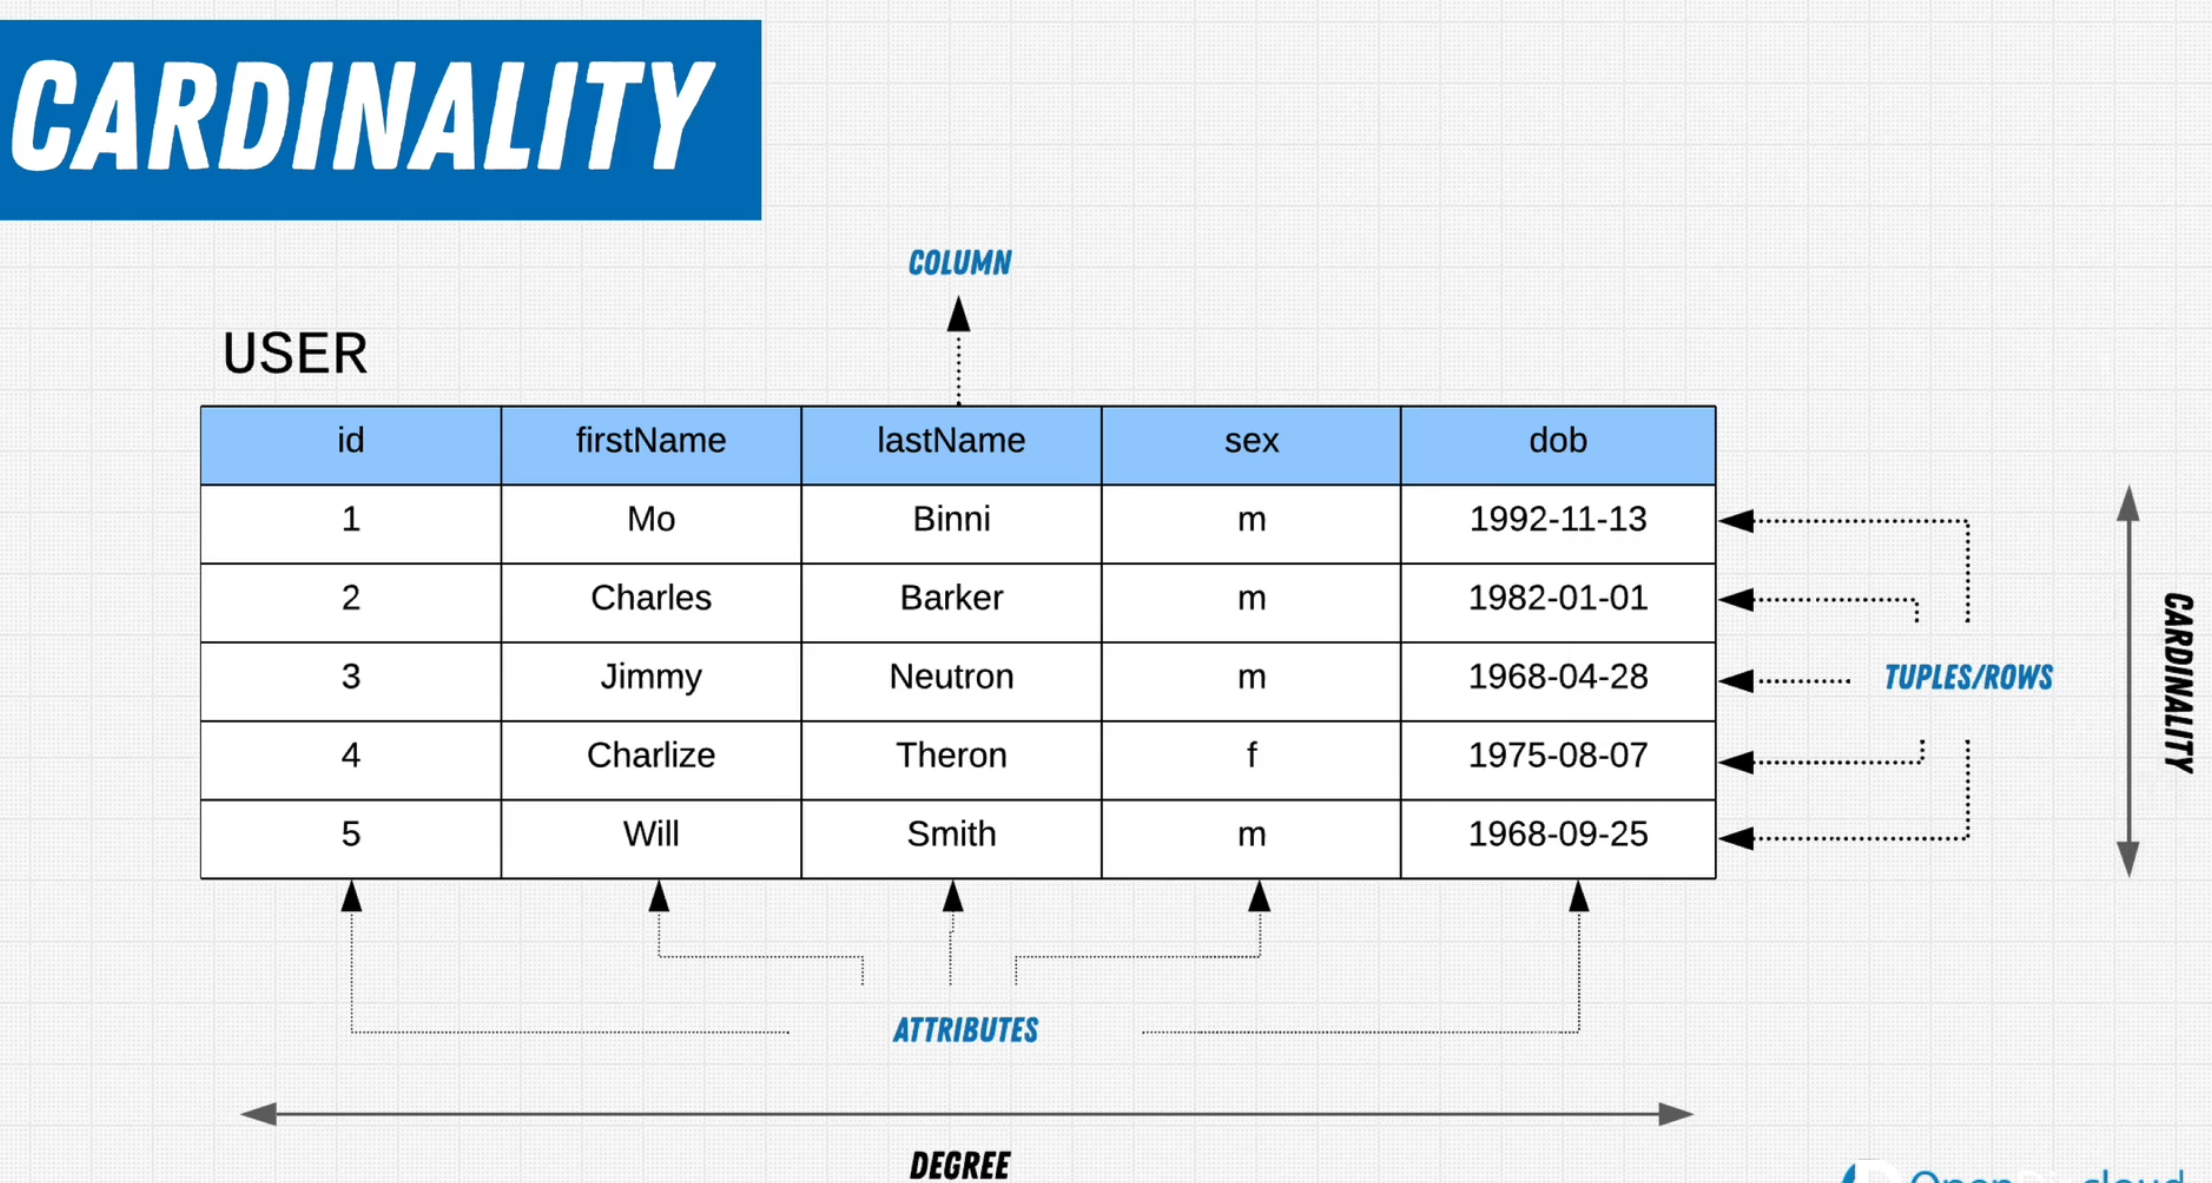 CARDINALITY
COLUMN
USER
id firstName lastName sex dob
1 Mo Binni m 1992-11-13
2 Charles Barker m 1982-01-01
3 Jimmy Neutron m 1968-04-28
4 Charlize Theron f 1975-08-07
5 Will Smith m 1968-09-25
TUPLES/ROWS
CARDINALITY
ATTRIBUTES
DEGREE